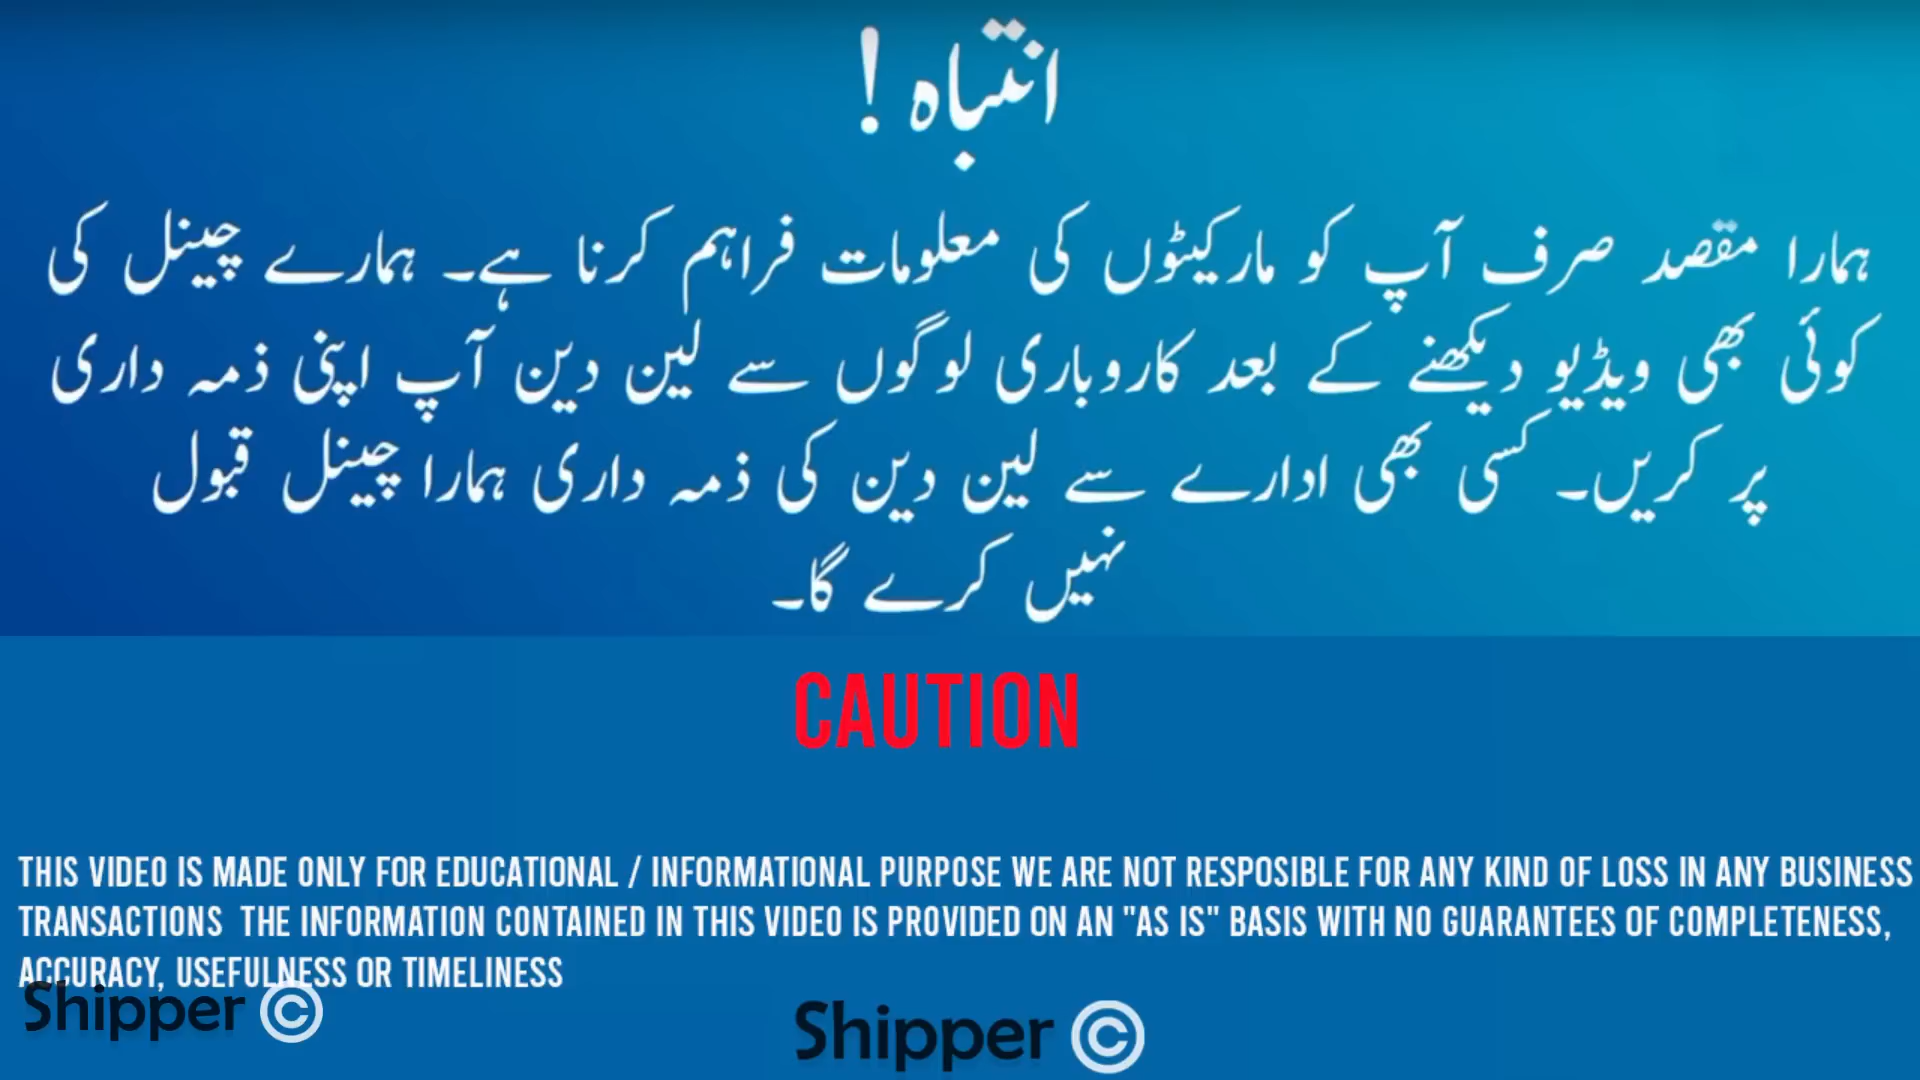 انتباہ !
ہمارا مقصد صرف آپ کو مارکیٹوں کی معلومات فراہم کرنا ہے۔ ہمارے چینل کی
کوئی بھی ویڈیو دیکھنے کے بعد کاروباری لوگوں سے لین دین آپ اپنی ذمہ داری
پر کریں۔ کسی بھی ادارے سے لین دین کی ذمہ داری ہمارا چینل قبول
نہیں کرے گا۔
CAUTION
THIS VIDEO IS MADE ONLY FOR EDUCATIONAL / INFORMATIONAL PURPOSE WE ARE NOT RESPOSIBLE FOR ANY KIND OF LOSS IN ANY BUSINESS
TRANSACTIONS THE INFORMATION CONTAINED IN THIS VIDEO IS PROVIDED ON AN "AS IS" BASIS WITH NO GUARANTEES OF COMPLETENESS,
ACCURACY, USEFULNESS OR TIMELINESS
Shipper ©
Shipper ©